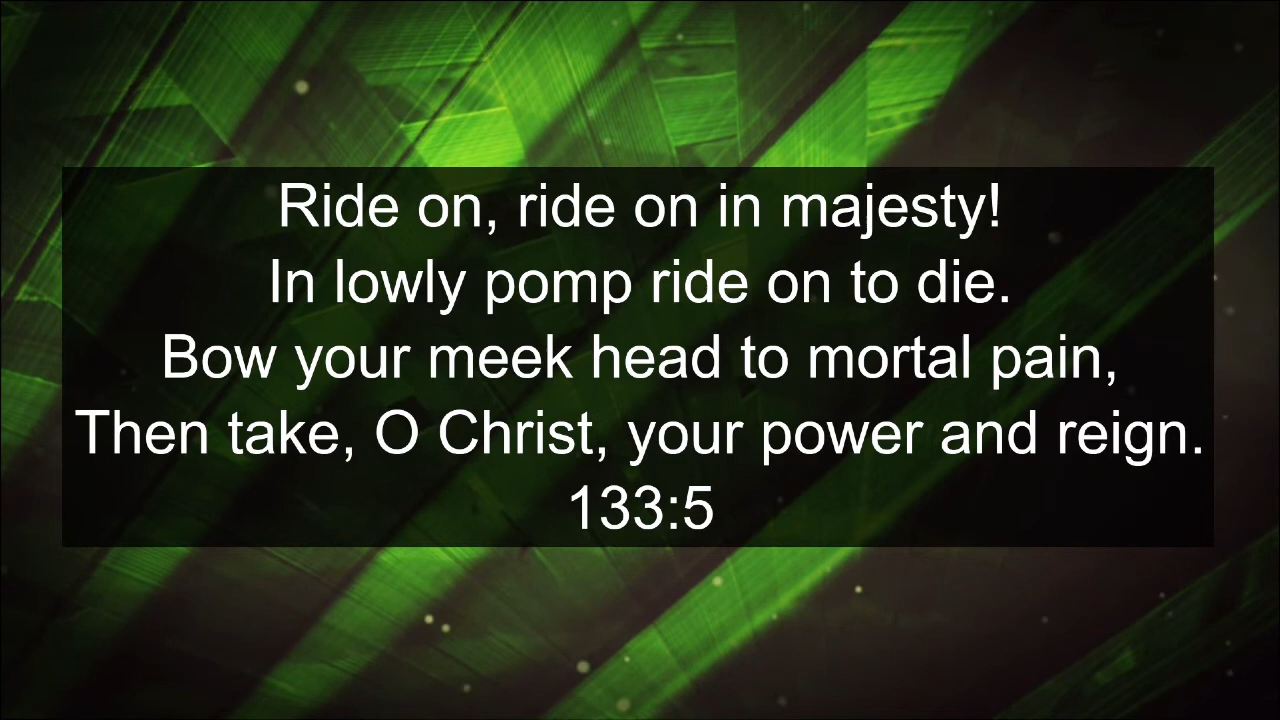 Ride on, ride on in majesty!
In lowly pomp ride on to die.
Bow your meek head to mortal pain,
Then take, O Christ, your power and reign.
133:5